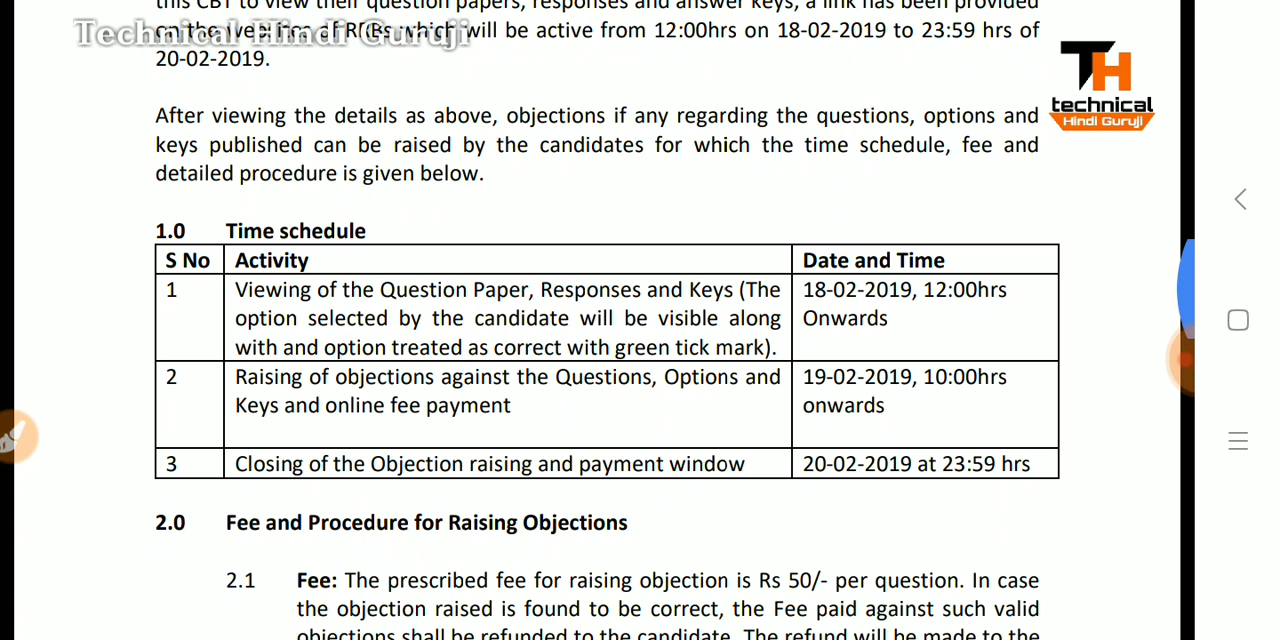 this CBT to view their question papers, responses and answer keys, a link has been provided
Technical Hindi Guruji
on the websites of RRBs which will be active from 12:00hrs on 18-02-2019 to 23:59 hrs of
20-02-2019.
TH
technical
Hindi Guruji
After viewing the details as above, objections if any regarding the questions, options and
keys published can be raised by the candidates for which the time schedule, fee and
detailed procedure is given below.
1.0 Time schedule
S No Activity Date and Time
1 Viewing of the Question Paper, Responses and Keys (The 18-02-2019, 12:00hrs
option selected by the candidate will be visible along Onwards
with and option treated as correct with green tick mark).
2 Raising of objections against the Questions, Options and 19-02-2019, 10:00hrs
Keys and online fee payment onwards
3 Closing of the Objection raising and payment window 20-02-2019 at 23:59 hrs
2.0 Fee and Procedure for Raising Objections
2.1 Fee: The prescribed fee for raising objection is Rs 50/- per question. In case
the objection raised is found to be correct, the Fee paid against such valid
objections shall be refunded to the candidate. The refund will be made to the